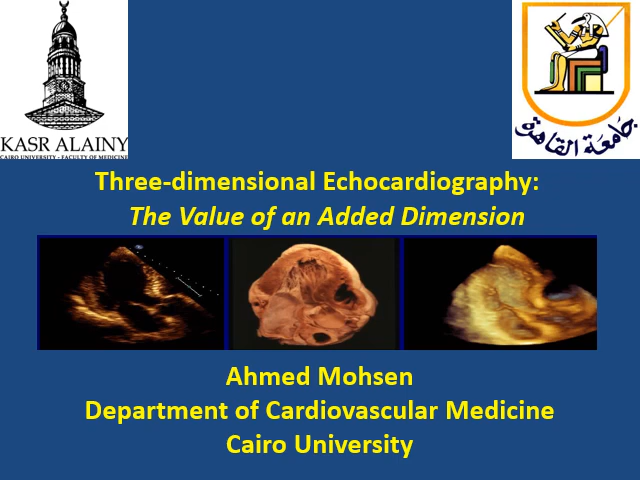 KASR ALAINY
CAIRO UNIVERSITY - FACULTY OF MEDICINE
جامعة القاهرة
Three-dimensional Echocardiography:
The Value of an Added Dimension
Ahmed Mohsen
Department of Cardiovascular Medicine
Cairo University